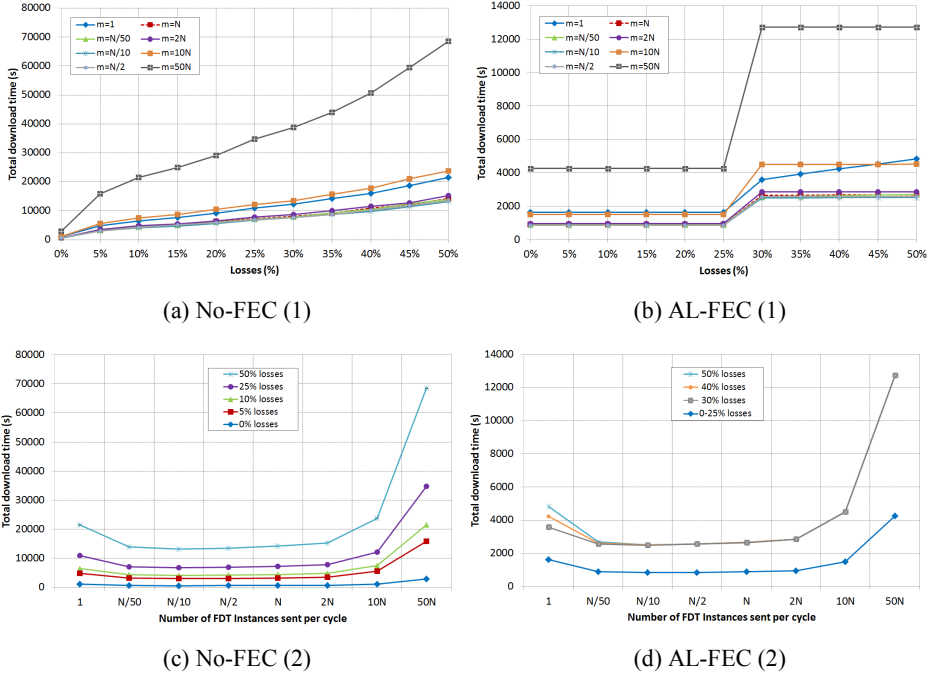 80000
70000
60000
50000
40000
30000
20000
10000
0
Total download time (s)
m=1 m=N
m=N/50 m=2N
m=N/10 m=10N
m=N/2 m=50N
0% 5% 10% 15% 20% 25% 30% 35% 40% 45% 50%
Losses (%)
(a) No-FEC (1)
14000
12000
10000
8000
6000
4000
2000
0
Total download time (s)
m=1 m=N
m=N/50 m=2N
m=N/10 m=10N
m=N/2 m=50N
0% 5% 10% 15% 20% 25% 30% 35% 40% 45% 50%
Losses (%)
(b) AL-FEC (1)
80000
70000
60000
50000
40000
30000
20000
10000
0
Total download time (s)
50% losses
25% losses
10% losses
5% losses
0% losses
1 N/50 N/10 N/2 N 2N 10N 50N
Number of FDT Instances sent per cycle
(c) No-FEC (2)
14000
12000
10000
8000
6000
4000
2000
0
Total download time (s)
50% losses
40% losses
30% losses
0-25% losses
1 N/50 N/10 N/2 N 2N 10N 50N
Number of FDT Instances sent per cycle
(d) AL-FEC (2)